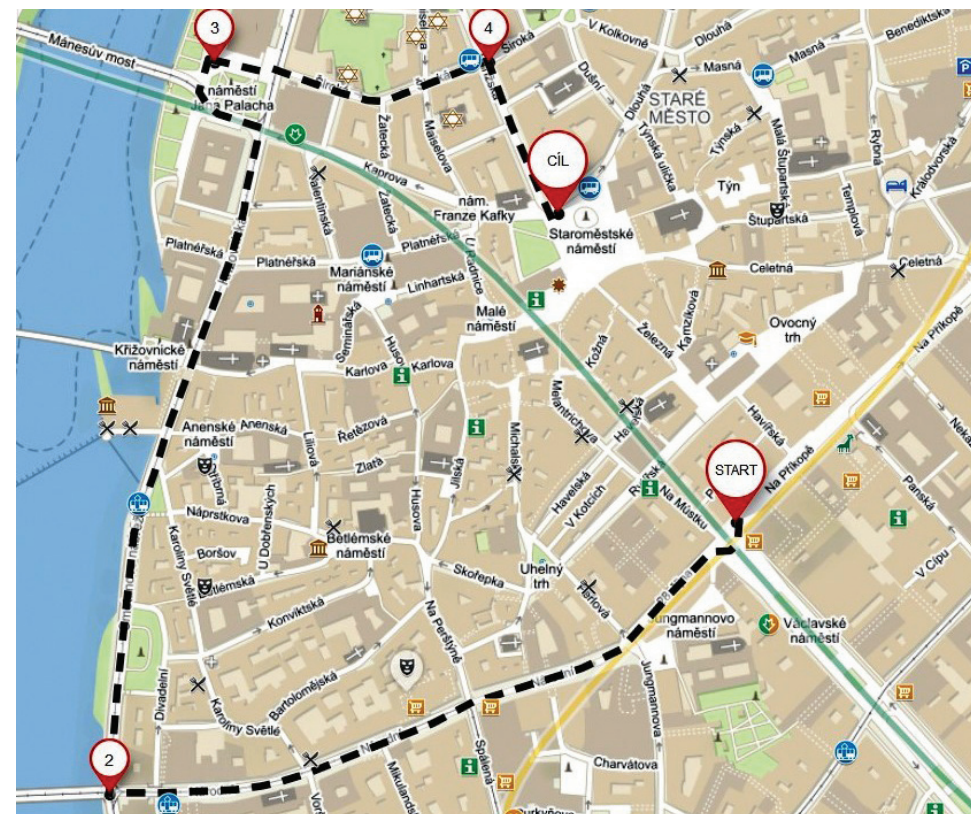 3
4
Mánesův most
náměstí
Jana Palacha
Široká
V Kolkovně
Dlouhá
Benediktská
Masná
Dušní
Dlouhá
STARÉ
MĚSTO
Týnská
Týnská ulička
Malá Štupartská
Rybná
Králodvorská
Žatecká
Maiselova
Kaprova
Valentinská
Žatecká
CÍL
nám.
Franze Kafky
Týn
Štupartská
Templová
Staroměstské
náměstí
Platnéřská
Platnéřská
Platnéřská
Mariánské
náměstí
Linhartská
U Radnice
Celetná
Celetná
Malé
náměstí
Seminářská
Husova
Karlova
Karlova
Křižovnické
náměstí
Kožná
Železná
Kamzíková
Ovocný
trh
Na Příkopě
Melantrichova
Havířská
Anenské
náměstí
Anenská
Řetězová
Liliová
Zlatá
Jilská
Michalská
Husova
Havelská
V Kotcích
START
Na Můstku
Na Příkopě
Panská
V Cípu
Náprstkova
Boršov
U Dobřenských
Betlémské
náměstí
Betlémská
Karoliny Světlé
Skořepka
Uhelný
trh
Konviktská
Na Perštýně
Jungmannovo
náměstí
Václavské
náměstí
Divadelní
Bartolomějská
Karoliny Světlé
Jungmannova
Charvátova
Spálená
2